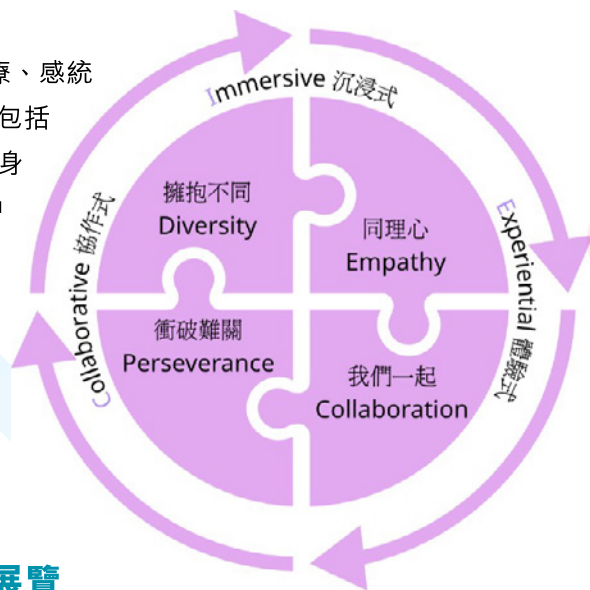 療、感統
包括
身
Immersive 沉浸式
擁抱不同
Diversity
同理心
Empathy
Collaborative 協作式
Experiential 體驗式
衝破難關
Perseverance
我們一起
Collaboration
展覽